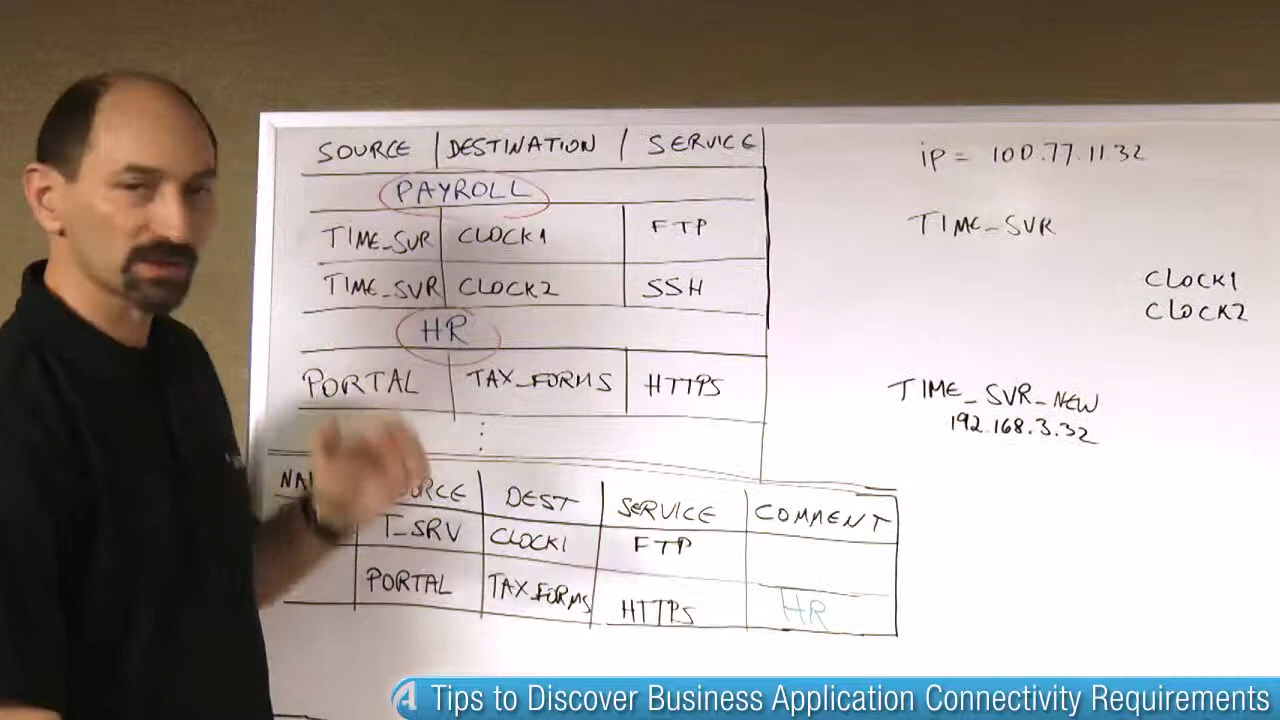 SOURCE DESTINATION SERVICE
PAYROLL
TIME_SVR CLOCK1 FTP
TIME_SVR CLOCK2 SSH
HR
PORTAL TAX_FORMS HTTPS
DEST SERVICE COMMENT
T_SRV CLOCK1 FTP
PORTAL TAX_FORMS HTTPS HR
ip = 100.77.11.32
TIME_SVR
CLOCK1
CLOCK2
TIME_SVR_NEW
192.168.3.32
Tips to Discover Business Application Connectivity Requirements